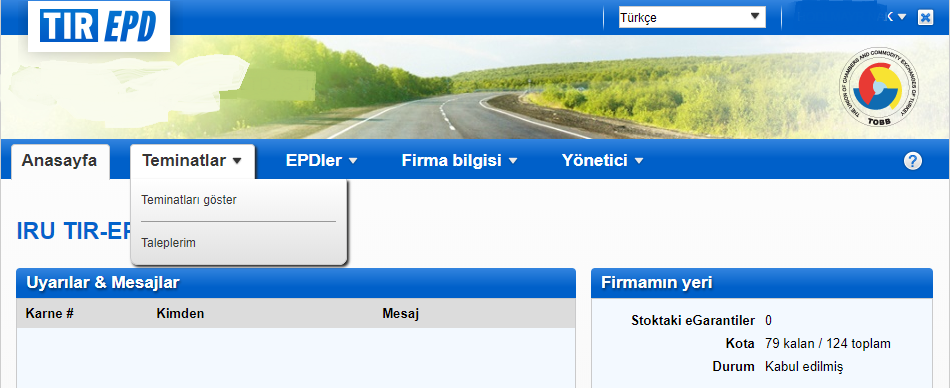 TIR EPD
Türkçe
THE UNION OF CHAMBERS AND COMMODITY EXCHANGES OF TURKEY
TOBB
Anasayfa
Teminatlar
EPDler
Firma bilgisi
Yönetici
?
Teminatları göster
Taleplerim
IRU TIR-EP
Uyarılar & Mesajlar
Karne # Kimden Mesaj
Firmamın yeri
Stoktaki eGarantiler 0
Kota 79 kalan / 124 toplam
Durum Kabul edilmiş